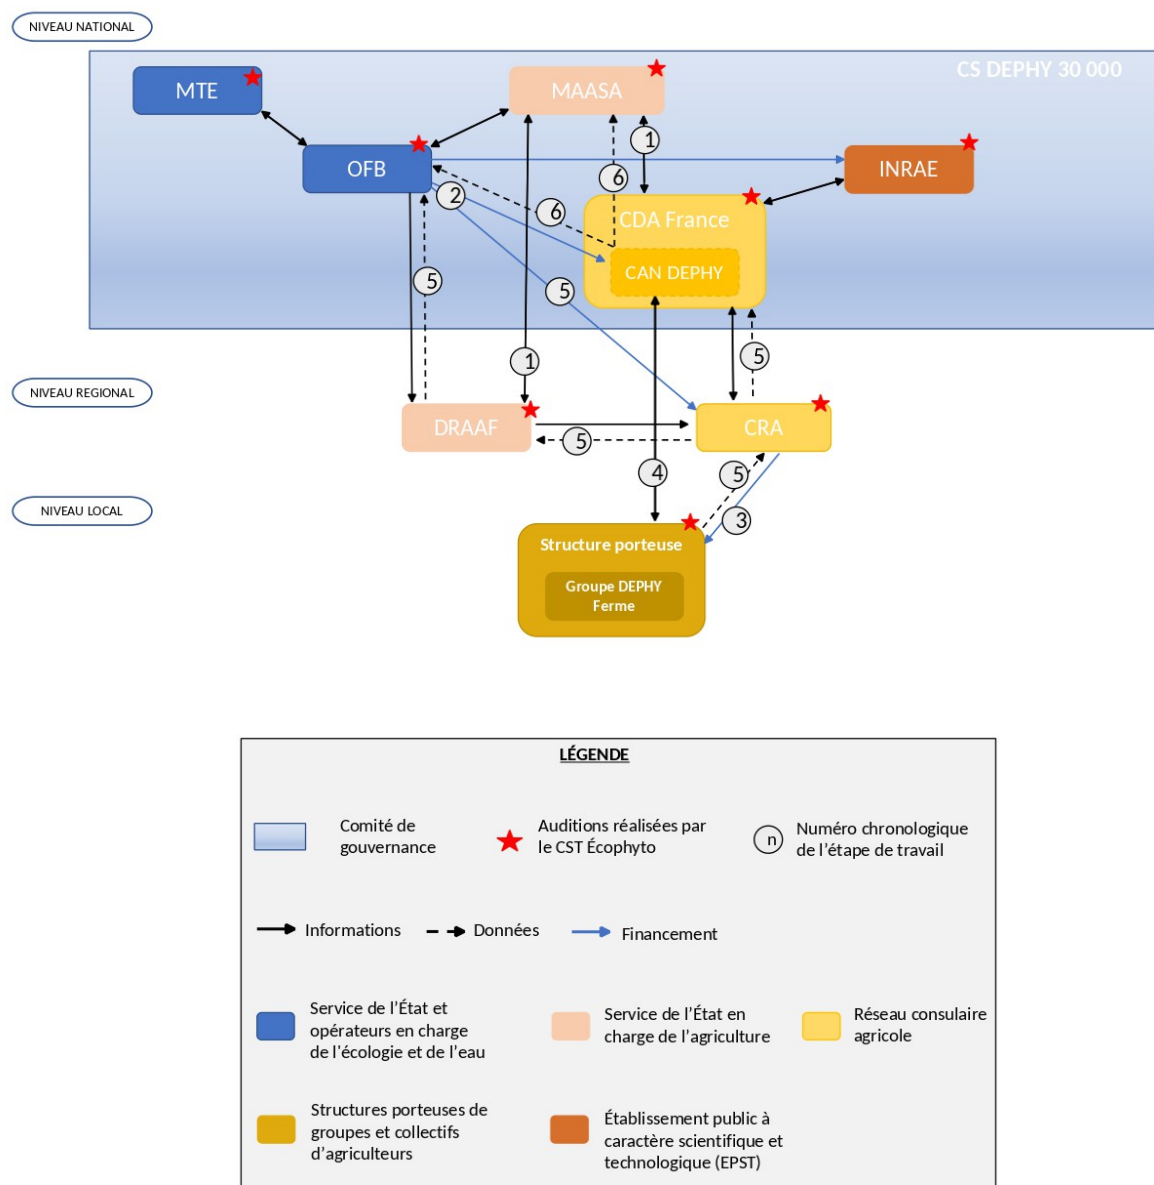 NIVEAU NATIONAL
CS DEPHY 30 000
MTE
MAASA
1
OFB
INRAE
2
6
6
CDA France
CAN DEPHY
5
5
1
5
NIVEAU REGIONAL
DRAAF
CRA
5
4
5
3
NIVEAU LOCAL
Structure porteuse
Groupe DEPHY
Ferme
LÉGENDE
Comité de
gouvernance
Auditions réalisées par
le CST Écophyto
n
Numéro chronologique
de l’étape de travail
Informations
Données
Financement
Service de l’État et
opérateurs en charge
de l'écologie et de l’eau
Service de l’État en
charge de l’agriculture
Réseau consulaire
agricole
Structures porteuses de
groupes et collectifs
d’agriculteurs
Établissement public à
caractère scientifique et
technologique (EPST)